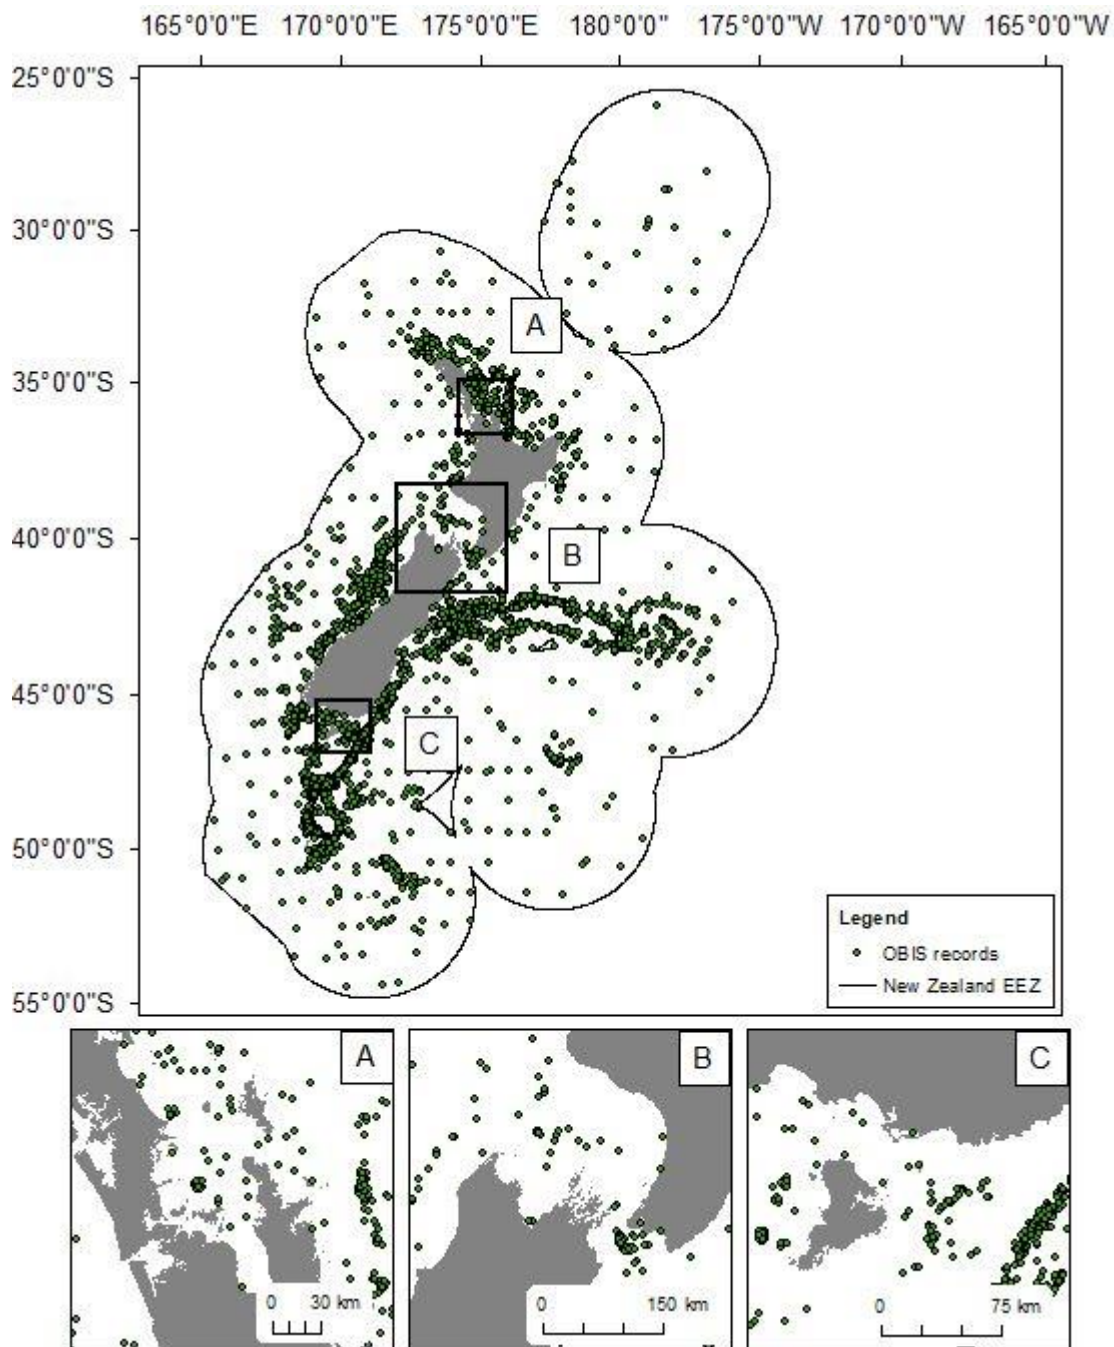 165°0'0"E 170°0'0"E 175°0'0"E 180°0'0" 175°0'0"W 170°0'0"W 165°0'0"W
25°0'0"S
30°0'0"S
A
35°0'0"S
40°0'0"S
B
45°0'0"S
C
50°0'0"S
Legend
OBIS records
New Zealand EEZ
55°0'0"S
A B C
0 30 km
0 150 km
0 75 km